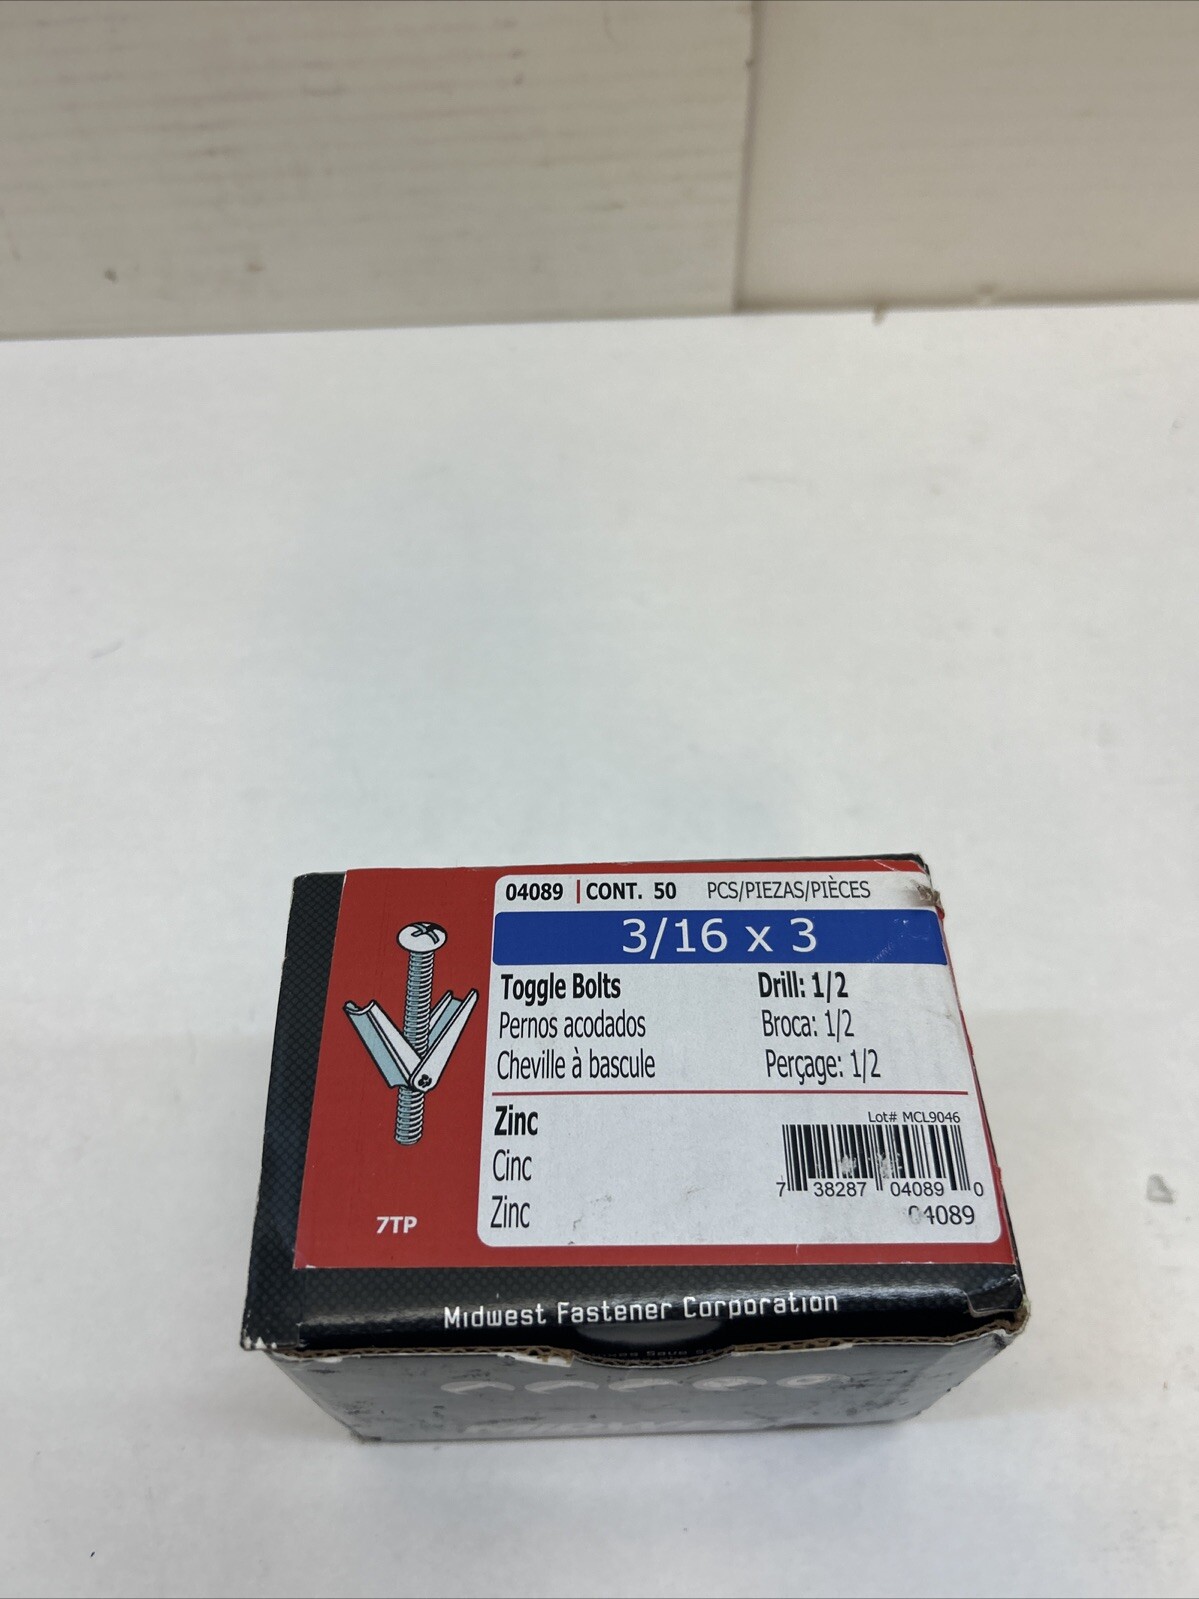 04089 | CONT. 50 PCS/PIEZAS/PIÈCES
3/16 x 3
Toggle Bolts Drill: 1/2
Pernos acodados Broca: 1/2
Cheville à bascule Perçage: 1/2
Zinc
Cinc
Zinc
Lot# MCL9046
7 38287 04089 0
04089
7TP
Midwest Fastener Corporation